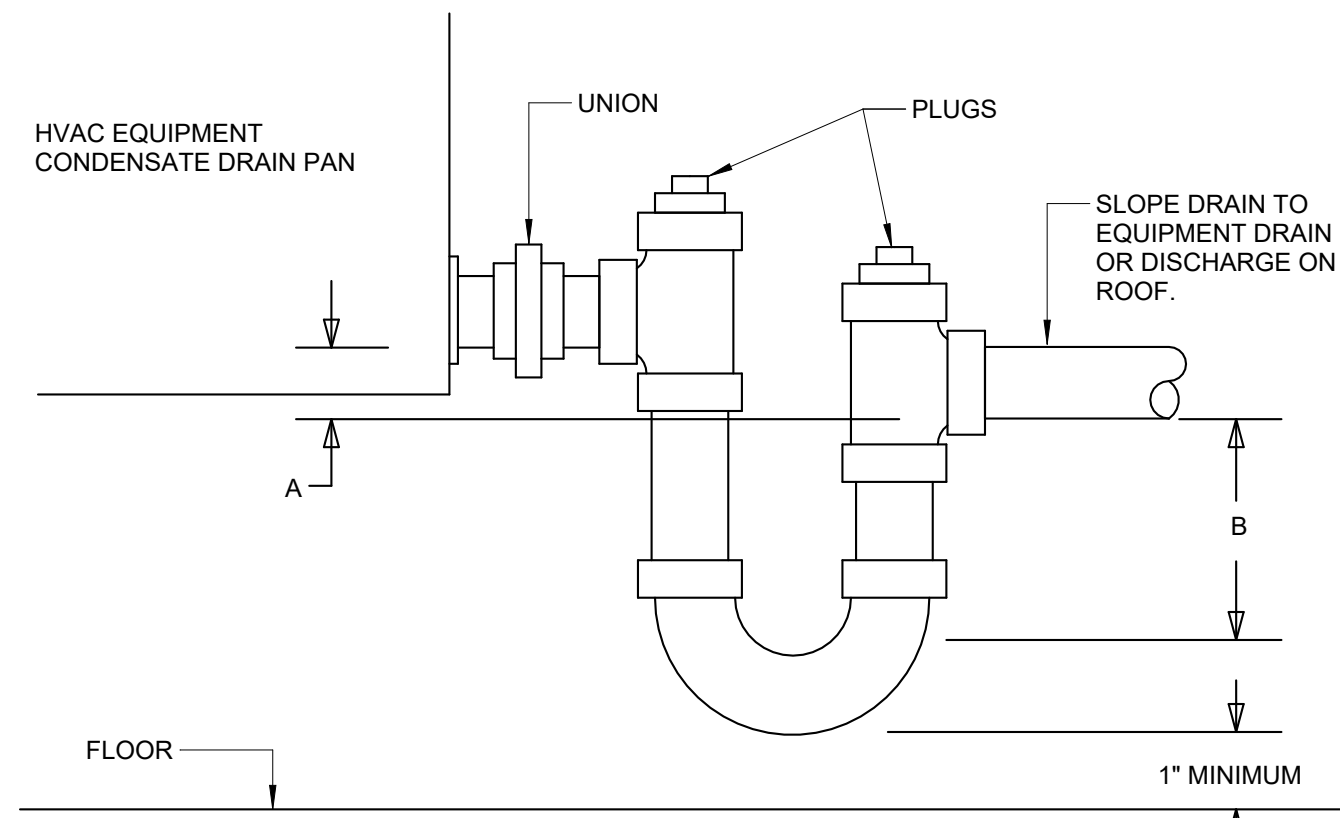 HVAC EQUIPMENT
CONDENSATE DRAIN PAN
UNION
PLUGS
SLOPE DRAIN TO
EQUIPMENT DRAIN
OR DISCHARGE ON
ROOF.
A
B
FLOOR
1" MINIMUM